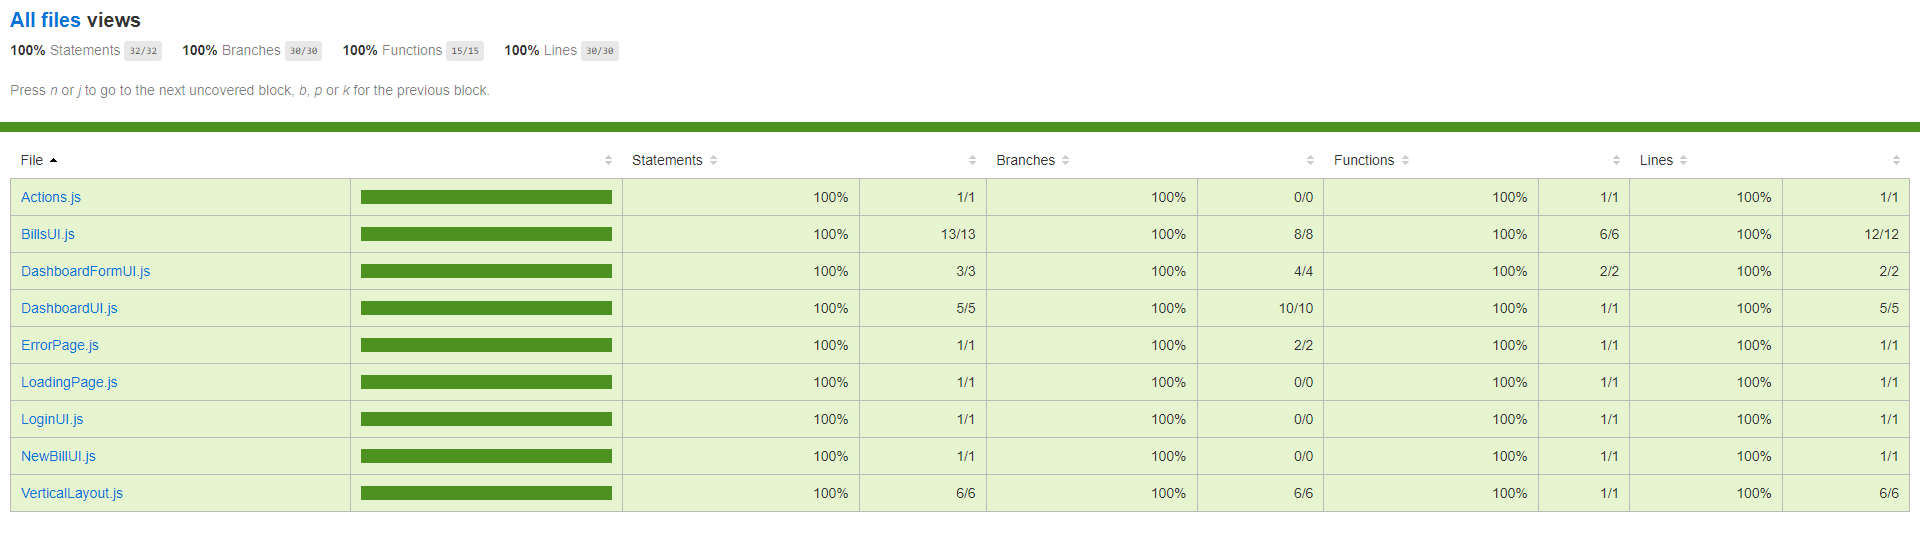 All files views
100% Statements 32/32 100% Branches 30/30 100% Functions 15/15 100% Lines 30/30
Press n or j to go to the next uncovered block, b, p or k for the previous block.
File Statements Branches Functions Lines
Actions.js 100% 1/1 100% 0/0 100% 1/1 100% 1/1
BillsUI.js 100% 13/13 100% 8/8 100% 6/6 100% 12/12
DashboardFormUI.js 100% 3/3 100% 4/4 100% 2/2 100% 2/2
DashboardUI.js 100% 5/5 100% 10/10 100% 1/1 100% 5/5
ErrorPage.js 100% 1/1 100% 2/2 100% 1/1 100% 1/1
LoadingPage.js 100% 1/1 100% 0/0 100% 1/1 100% 1/1
LoginUI.js 100% 1/1 100% 0/0 100% 1/1 100% 1/1
NewBillUI.js 100% 1/1 100% 0/0 100% 1/1 100% 1/1
VerticalLayout.js 100% 6/6 100% 6/6 100% 1/1 100% 6/6